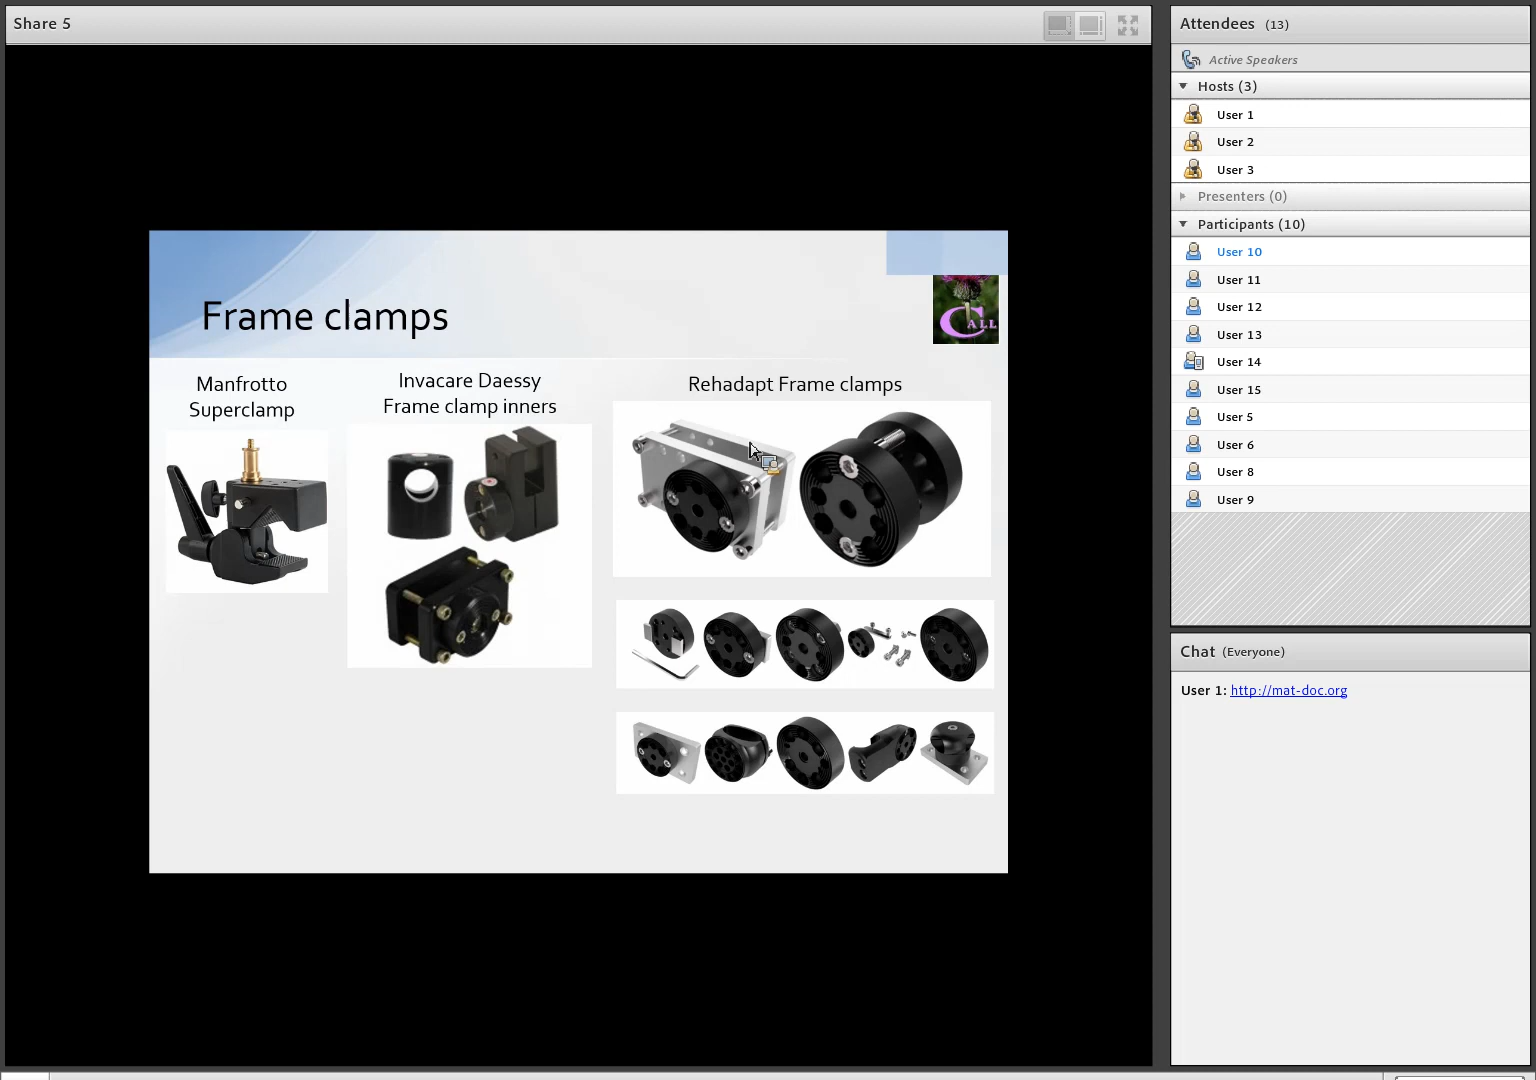 Share 5
Frame clamps
CALL
Manfrotto
Superclamp
Invacare Daessy
Frame clamp inners
Rehadapt Frame clamps
Attendees (13)
Active Speakers
Hosts (3)
User 1
User 2
User 3
Presenters (0)
Participants (10)
User 10
User 11
User 12
User 13
User 14
User 15
User 5
User 6
User 8
User 9
Chat (Everyone)
User 1: http://mat-doc.org